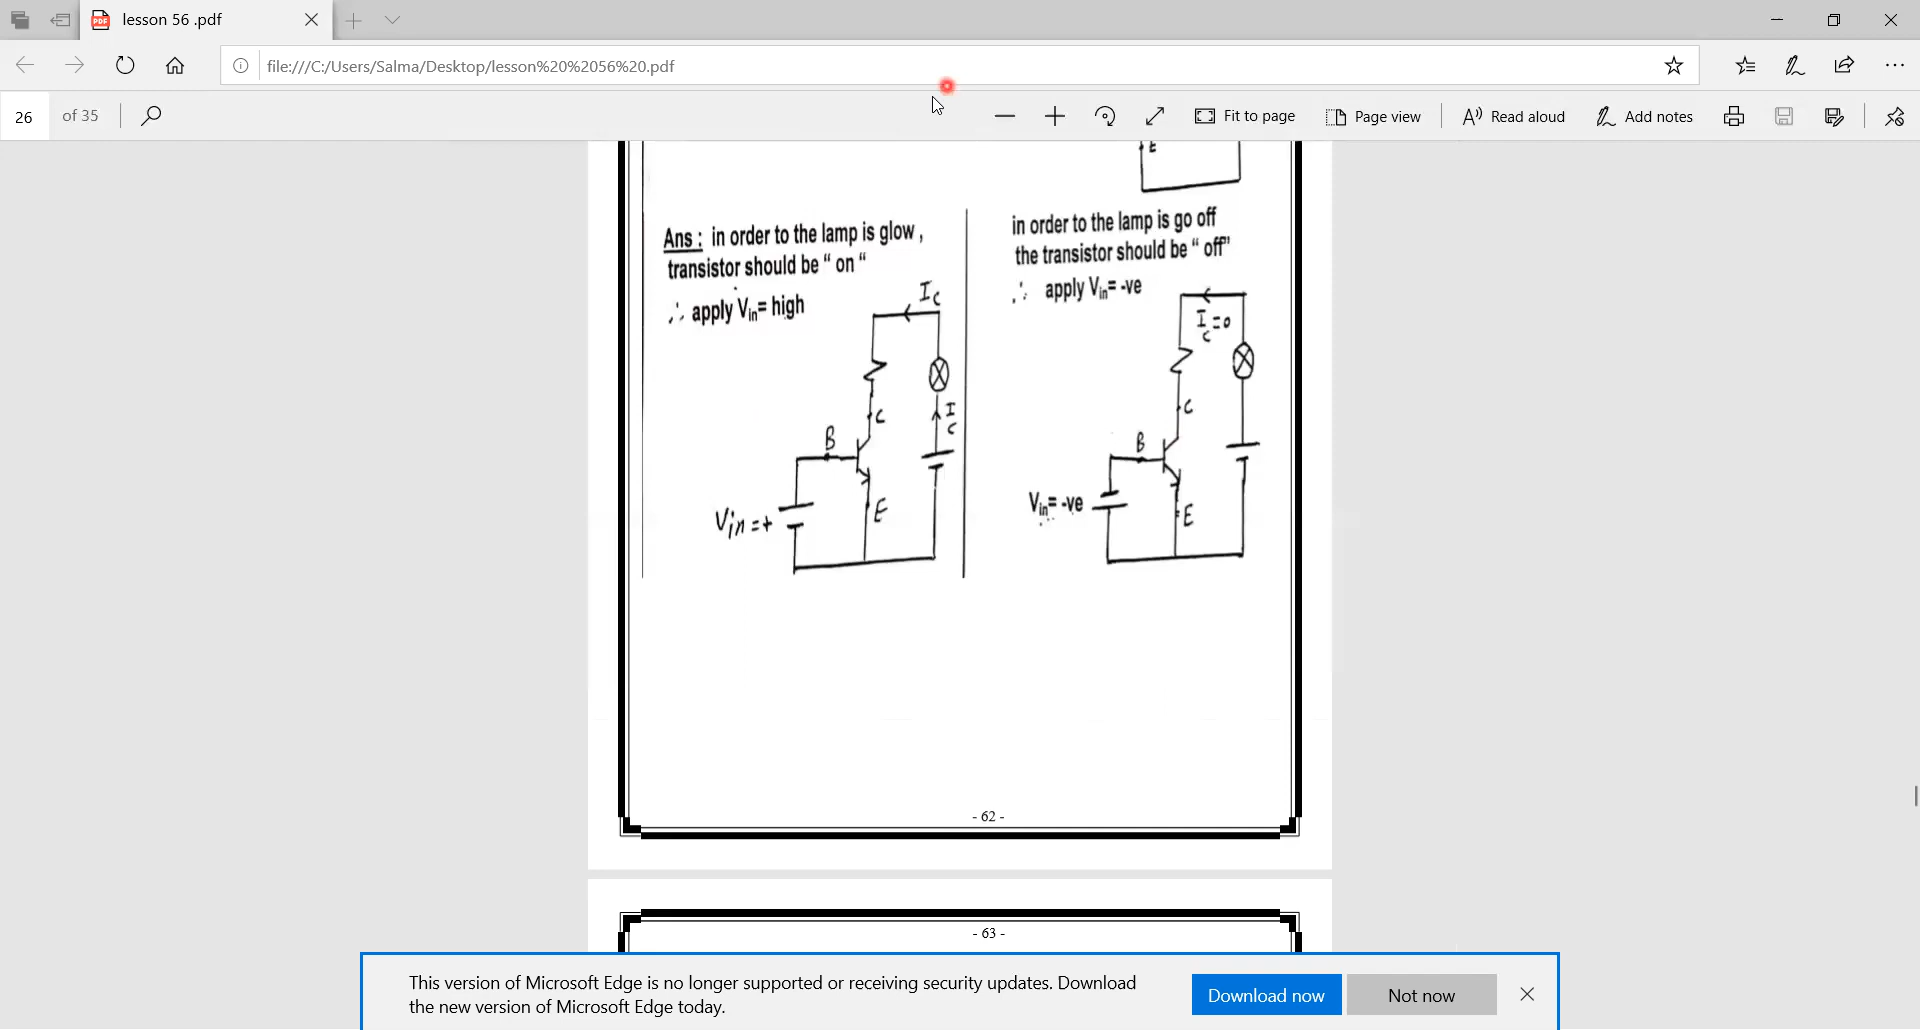 lesson 56 .pdf
file:///C:/Users/Salma/Desktop/lesson%20%2056%20.pdf
26 of 35
Fit to page
Page view
Read aloud
Add notes
E
Ans : in order to the lamp is glow ,
transistor should be " on "
∴ apply Vin= high
IC
C
IC
B
E
Vin =+
in order to the lamp is go off
the transistor should be " off"
∴ apply Vin= -ve
IC=0
C
B
Vin= -ve
E
- 62 -
- 63 -
This version of Microsoft Edge is no longer supported or receiving security updates. Download
the new version of Microsoft Edge today.
Download now
Not now